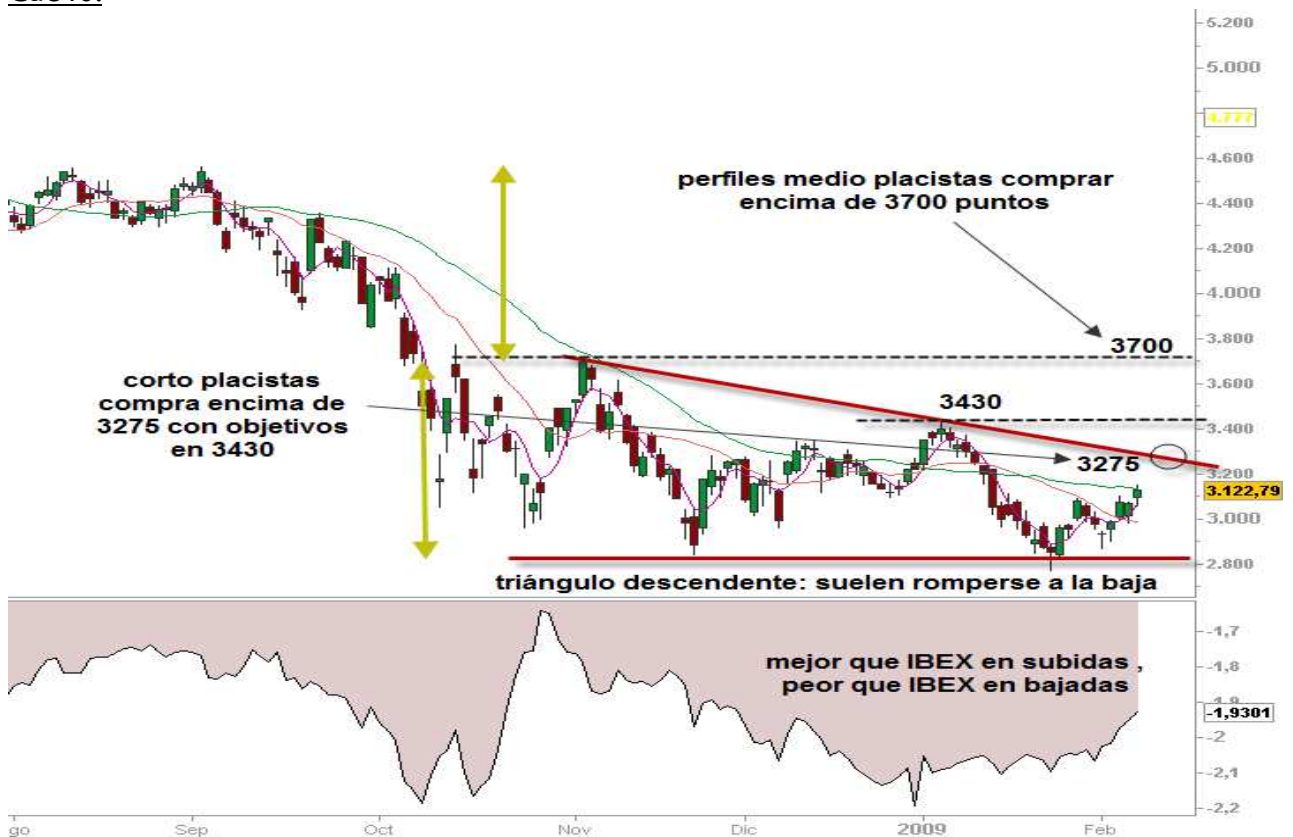 5.200
5.000
4.777
4.600
4.400
4.200
4.000
3.800
3.600
3.400
3.200
3.122,79
3.000
2.800
perfiles medio placistas comprar
encima de 3700 puntos
3700
corto placistas
compra encima de
3275 con objetivos
en 3430
3430
3275
triángulo descendente: suelen romperse a la baja
mejor que IBEX en subidas ,
peor que IBEX en bajadas
-1,7
-1,8
-1,9
-1,9301
-2
-2,1
-2,2
go
Sep
Oct
Nov
Dic
2009
Feb